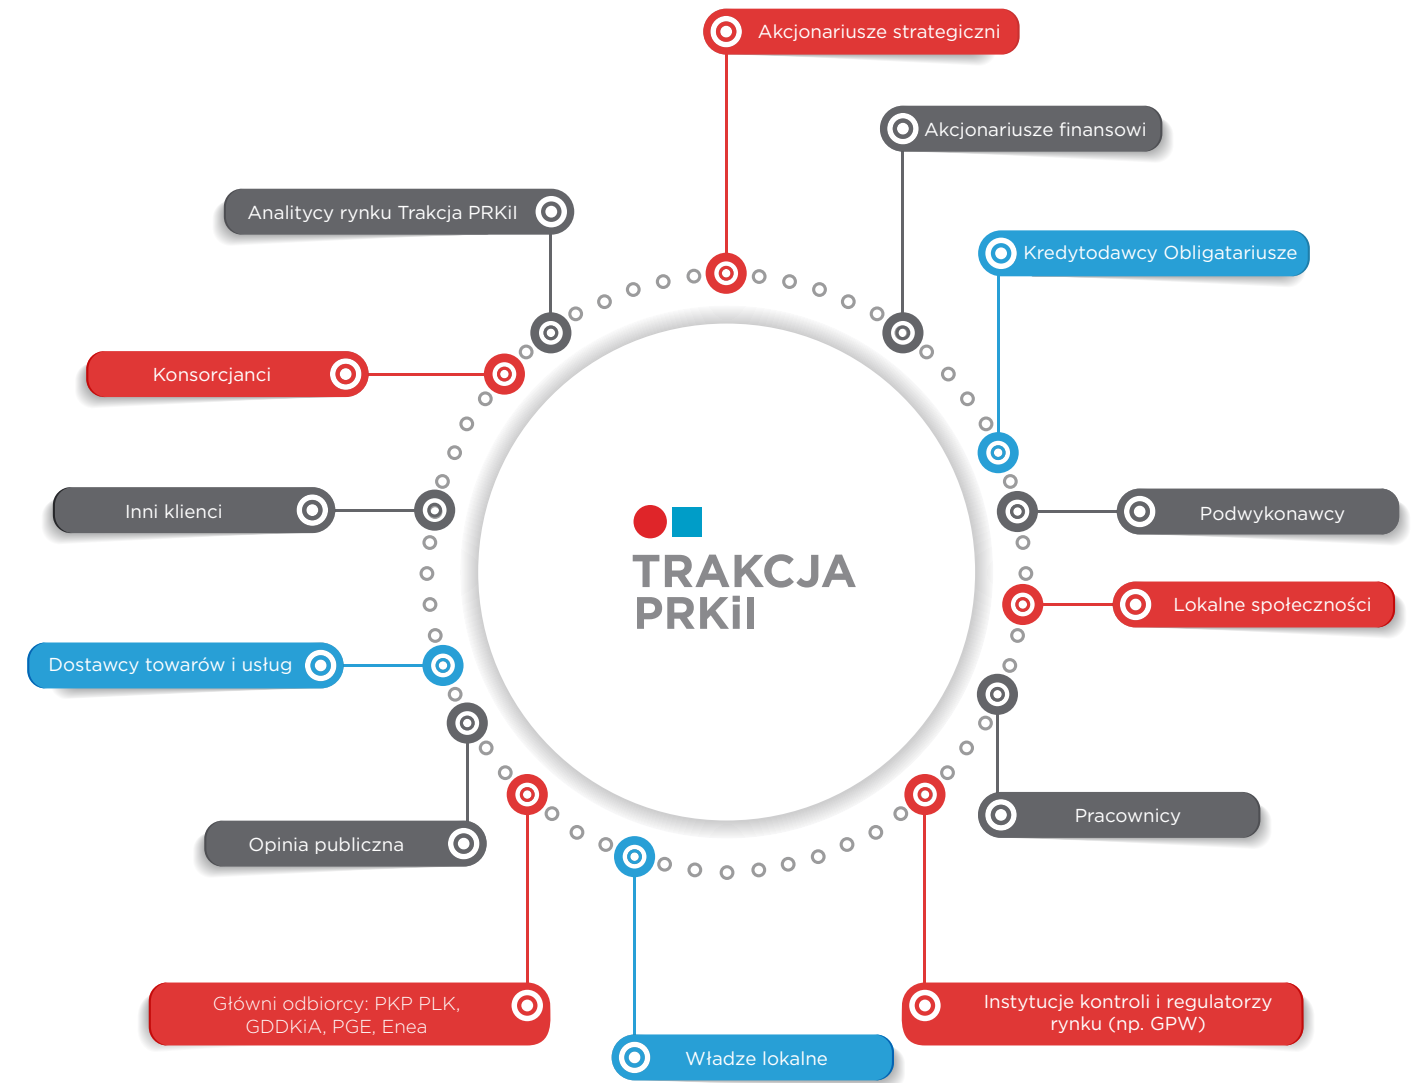 Akcjonariusze strategiczni
Akcjonariusze finansowi
Analitycy rynku Trakcja PRKiI
Kredytodawcy Obligatariusze
Konsorcjanci
Inni klienci
Podwykonawcy
TRAKCJA
PRKiI
Lokalne społeczności
Dostawcy towarów i usług
Pracownicy
Opinia publiczna
Główni odbiorcy: PKP PLK,
GDDKiA, PGE, Enea
Instytucje kontroli i regulatorzy
rynku (np. GPW)
Władze lokalne